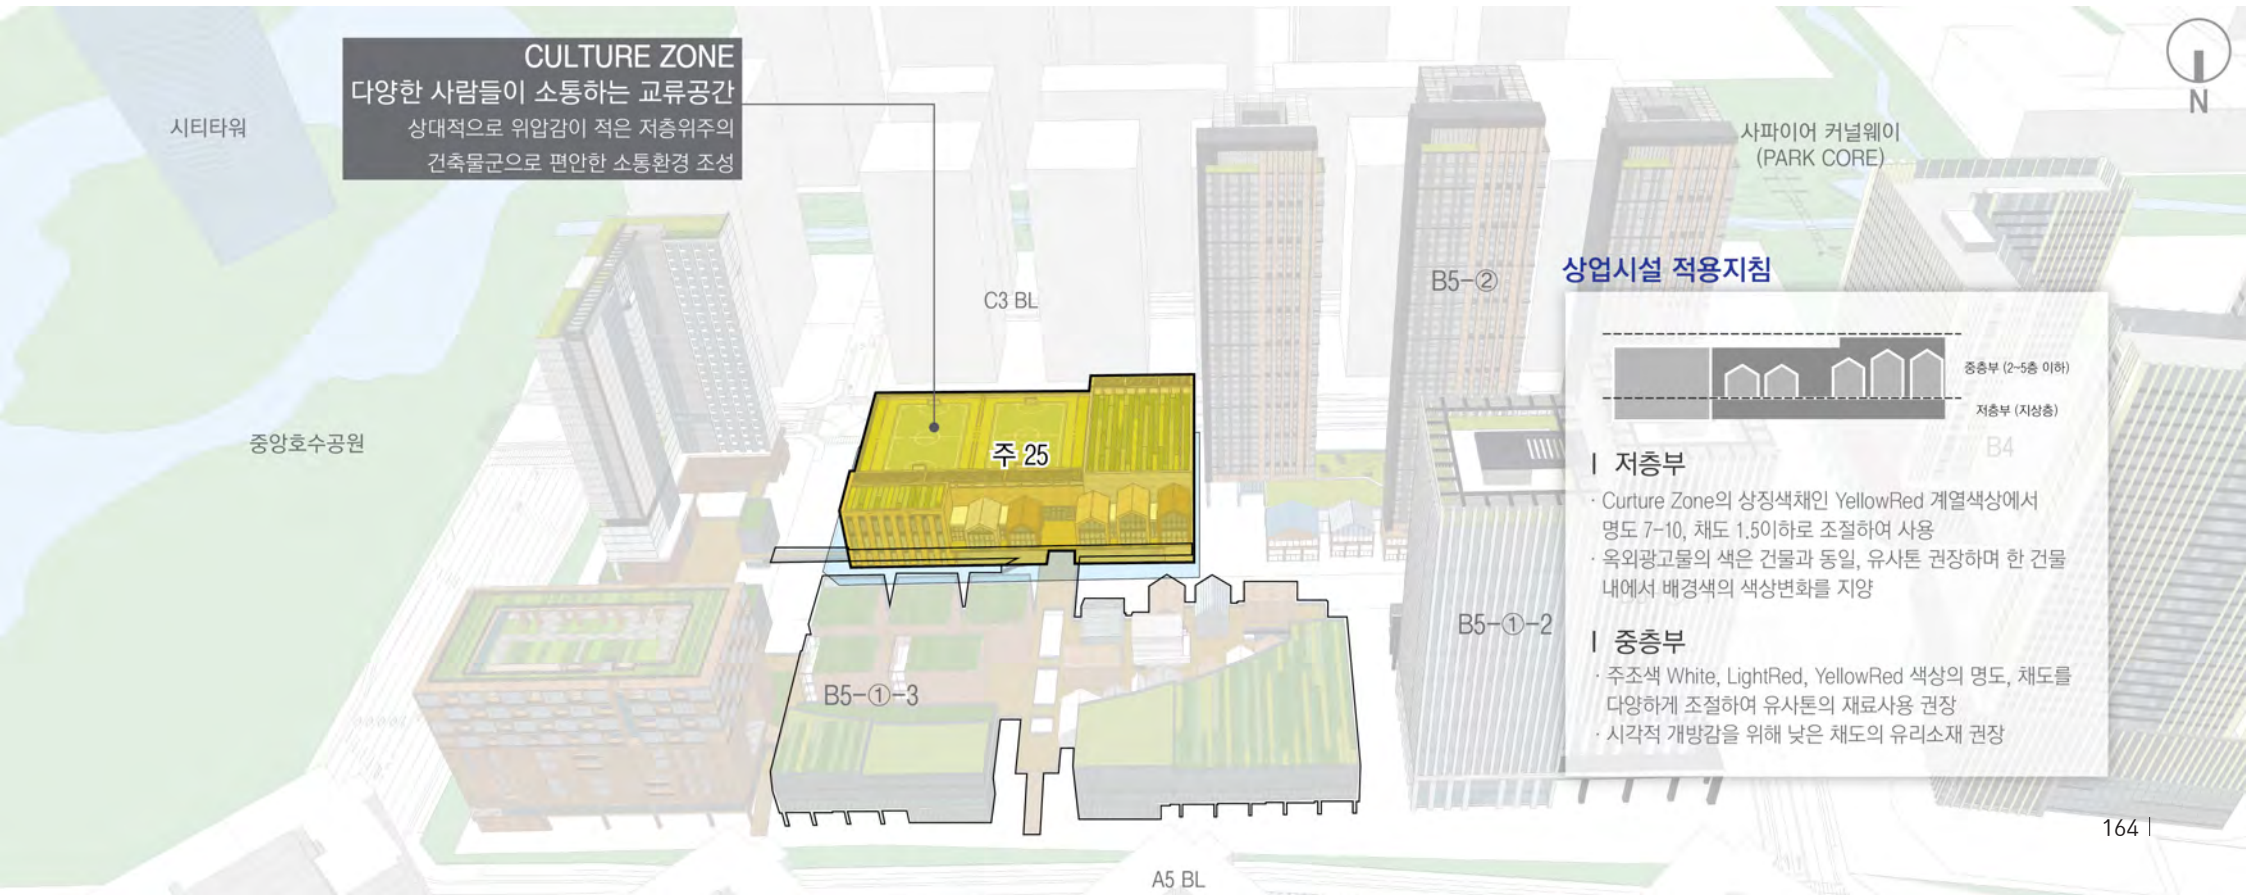 CULTURE ZONE
다양한 사람들이 소통하는 교류공간
상대적으로 위압감이 적은 저층위주의
건축물군으로 편안한 소통환경 조성
N
시티타워
사파이어 커널웨이
(PARK CORE)
C3 BL
B5-②
중앙호수공원
주 25
B5-①-2
B5-①-3
A5 BL
상업시설 적용지침
중층부 (2~5층 이하)
저층부 (지상층)
B4
Ⅰ 저층부
· Curture Zone의 상징색채인 YellowRed 계열색상에서
명도 7-10, 채도 1.5이하로 조절하여 사용
· 옥외광고물의 색은 건물과 동일, 유사톤 권장하며 한 건물
내에서 배경색의 색상변화를 지양
Ⅰ 중층부
· 주조색 White, LightRed, YellowRed 색상의 명도, 채도를
다양하게 조절하여 유사톤의 재료사용 권장
· 시각적 개방감을 위해 낮은 채도의 유리소재 권장
164 |